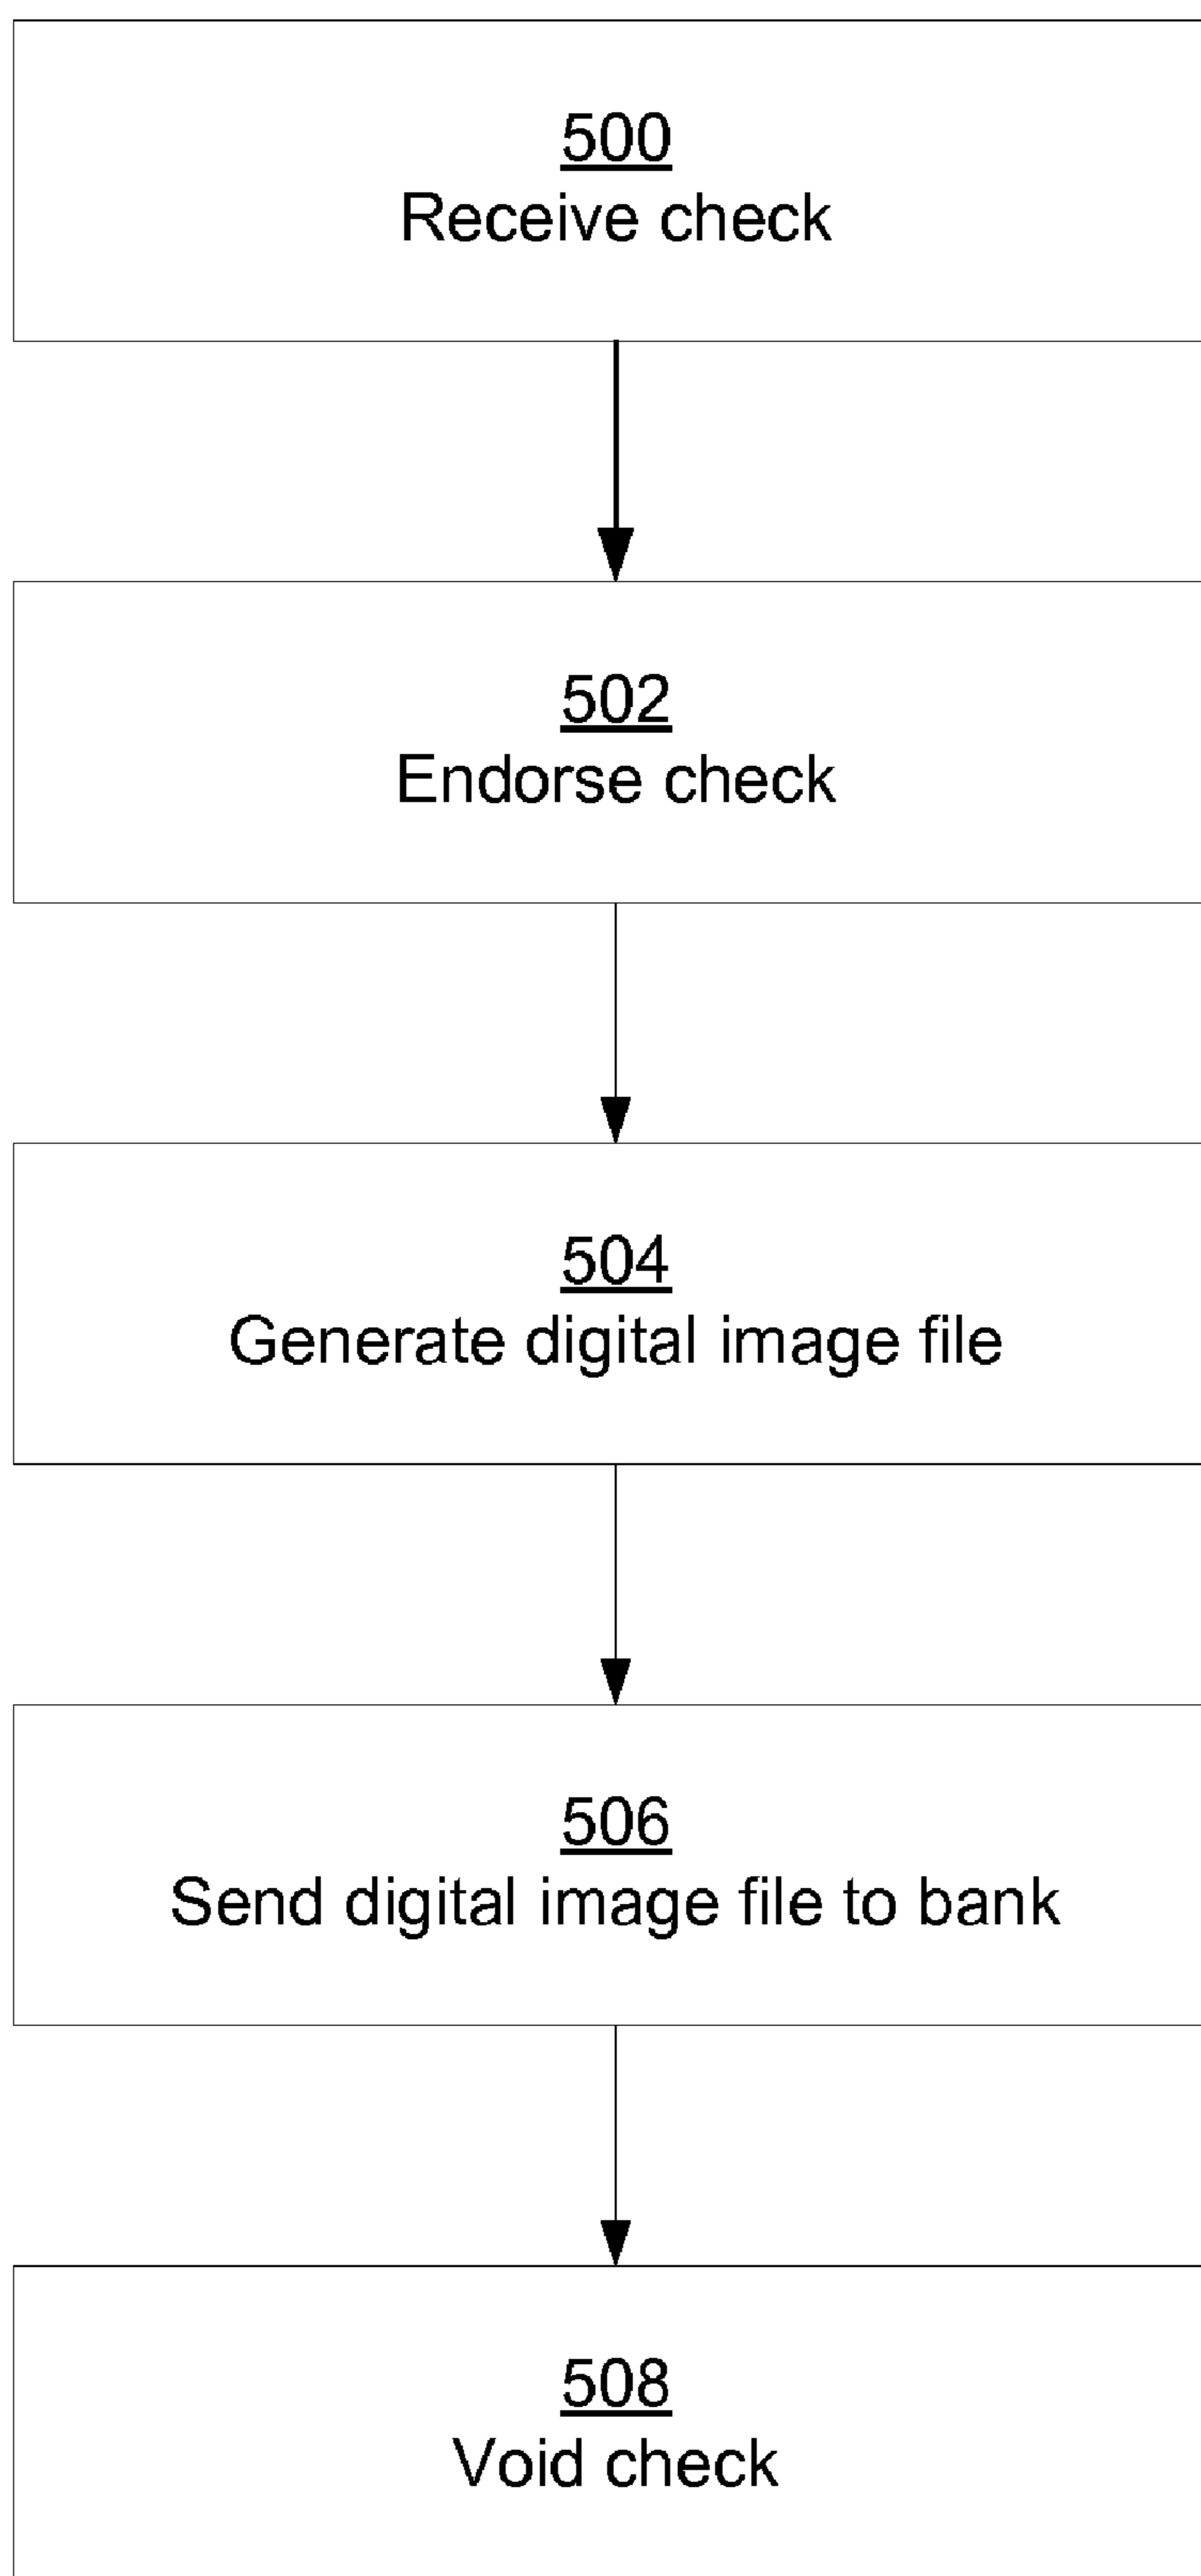 500
Receive check
502
Endorse check
504
Generate digital image file
506
Send digital image file to bank
508
Void check